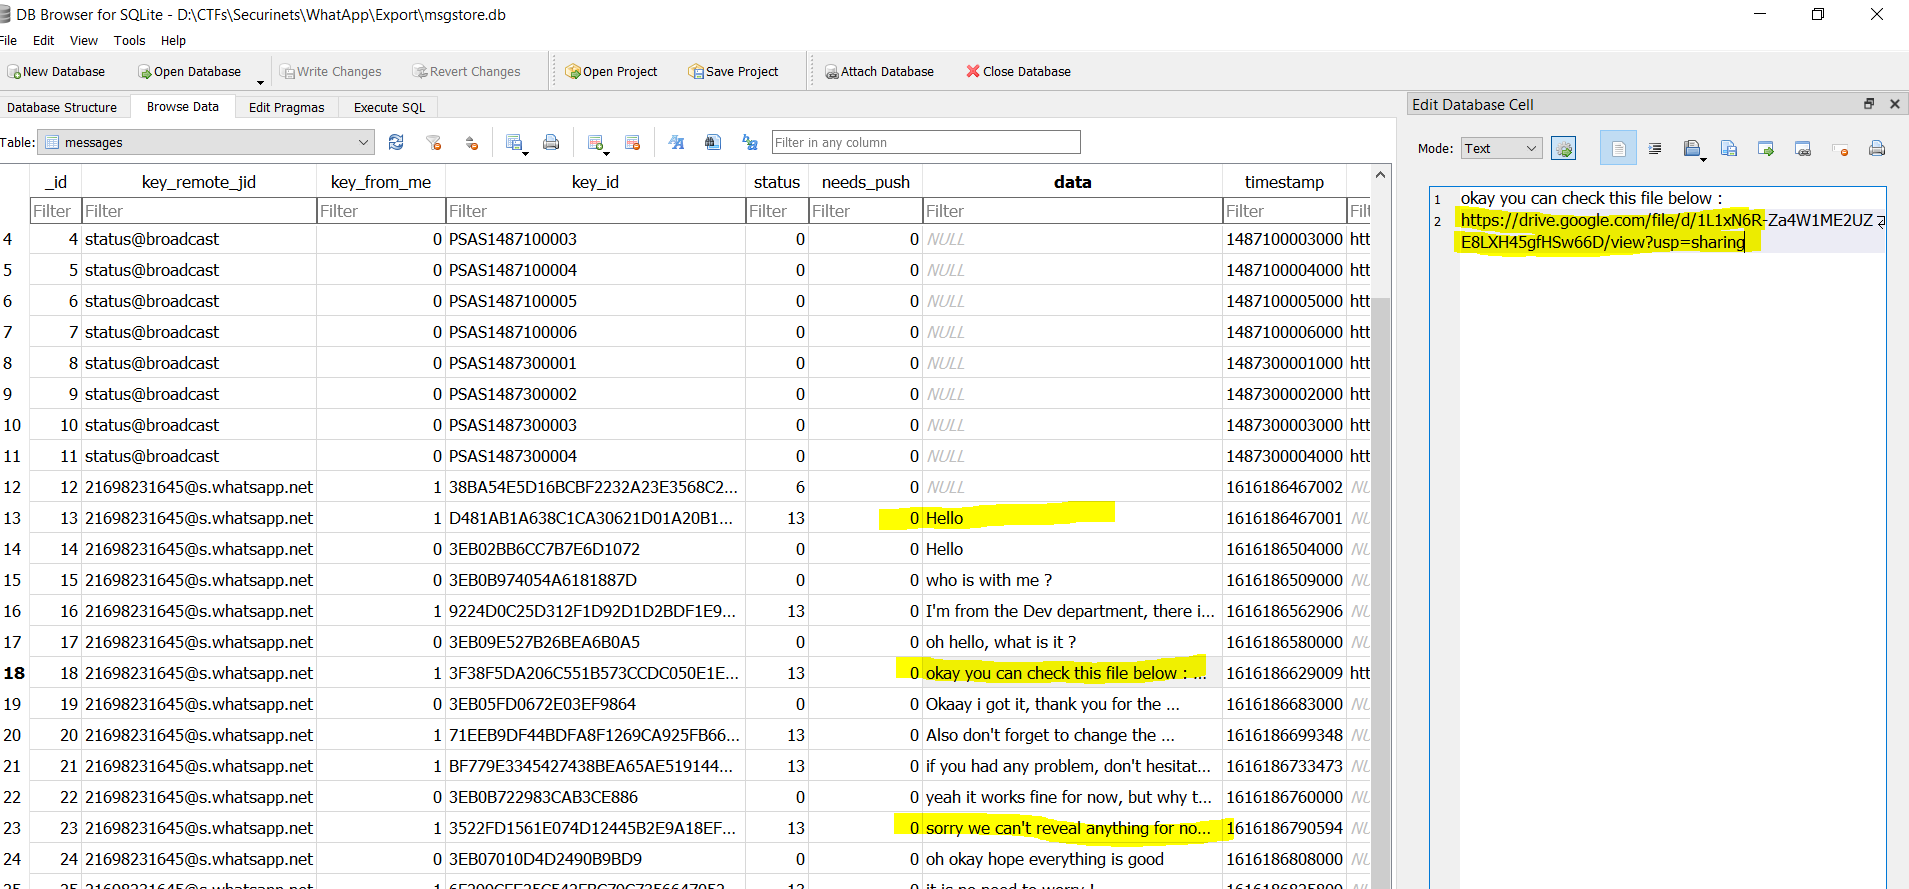 DB Browser for SQLite - D:\CTFs\Securinets\WhatApp\Export\msgstore.db
File Edit View Tools Help
New Database Open Database Write Changes Revert Changes Open Project Save Project Attach Database Close Database
Database Structure Browse Data Edit Pragmas Execute SQL
Table: messages Filter in any column
_id key_remote_jid key_from_me key_id status needs_push data timestamp
Filter Filter Filter Filter Filter Filter Filter Filter Filt
4 4 status@broadcast 0 PSAS1487100003 0 0 NULL 1487100003000 htt
5 5 status@broadcast 0 PSAS1487100004 0 0 NULL 1487100004000 htt
6 6 status@broadcast 0 PSAS1487100005 0 0 NULL 1487100005000 htt
7 7 status@broadcast 0 PSAS1487100006 0 0 NULL 1487100006000 htt
8 8 status@broadcast 0 PSAS1487300001 0 0 NULL 1487300001000 htt
9 9 status@broadcast 0 PSAS1487300002 0 0 NULL 1487300002000 htt
10 10 status@broadcast 0 PSAS1487300003 0 0 NULL 1487300003000 htt
11 11 status@broadcast 0 PSAS1487300004 0 0 NULL 1487300004000 htt
12 12 21698231645@s.whatsapp.net 1 38BA54E5D16BCBF2232A23E3568C2... 6 0 NULL 1616186467002 NU
13 13 21698231645@s.whatsapp.net 1 D481AB1A638C1CA30621D01A20B1... 13 0 Hello 1616186467001 NU
14 14 21698231645@s.whatsapp.net 0 3EB02BB6CC7B7E6D1072 0 0 Hello 1616186504000 NU
15 15 21698231645@s.whatsapp.net 0 3EB0B974054A6181887D 0 0 who is with me ? 1616186509000 NU
16 16 21698231645@s.whatsapp.net 1 9224D0C25D312F1D92D1D2BDF1E9... 13 0 I'm from the Dev department, there i... 1616186562906 NU
17 17 21698231645@s.whatsapp.net 0 3EB09E527B26BEA6B0A5 0 0 oh hello, what is it ? 1616186580000 NU
18 18 21698231645@s.whatsapp.net 1 3F38F5DA206C551B573CCDC050E1E... 13 0 okay you can check this file below : ... 1616186629009 htt
19 19 21698231645@s.whatsapp.net 0 3EB05FD0672E03EF9864 0 0 Okaay i got it, thank you for the ... 1616186683000 NU
20 20 21698231645@s.whatsapp.net 1 71EEB9DF44BDFA8F1269CA925FB66... 13 0 Also don't forget to change the ... 1616186699348 NU
21 21 21698231645@s.whatsapp.net 1 BF779E3345427438BEA65AE519144... 13 0 if you had any problem, don't hesitat... 1616186733473 NU
22 22 21698231645@s.whatsapp.net 0 3EB0B722983CAB3CE886 0 0 yeah it works fine for now, but why t... 1616186760000 NU
23 23 21698231645@s.whatsapp.net 1 3522FD1561E074D12445B2E9A18EF... 13 0 sorry we can't reveal anything for no... 1616186790594 NU
24 24 21698231645@s.whatsapp.net 0 3EB07010D4D2490B9BD9 0 0 oh okay hope everything is good 1616186808000 NU
Edit Database Cell
Mode: Text
1 okay you can check this file below :
2 https://drive.google.com/file/d/1L1xN6R-Za4W1ME2UZ
E8LXH45gfHSw66D/view?usp=sharing